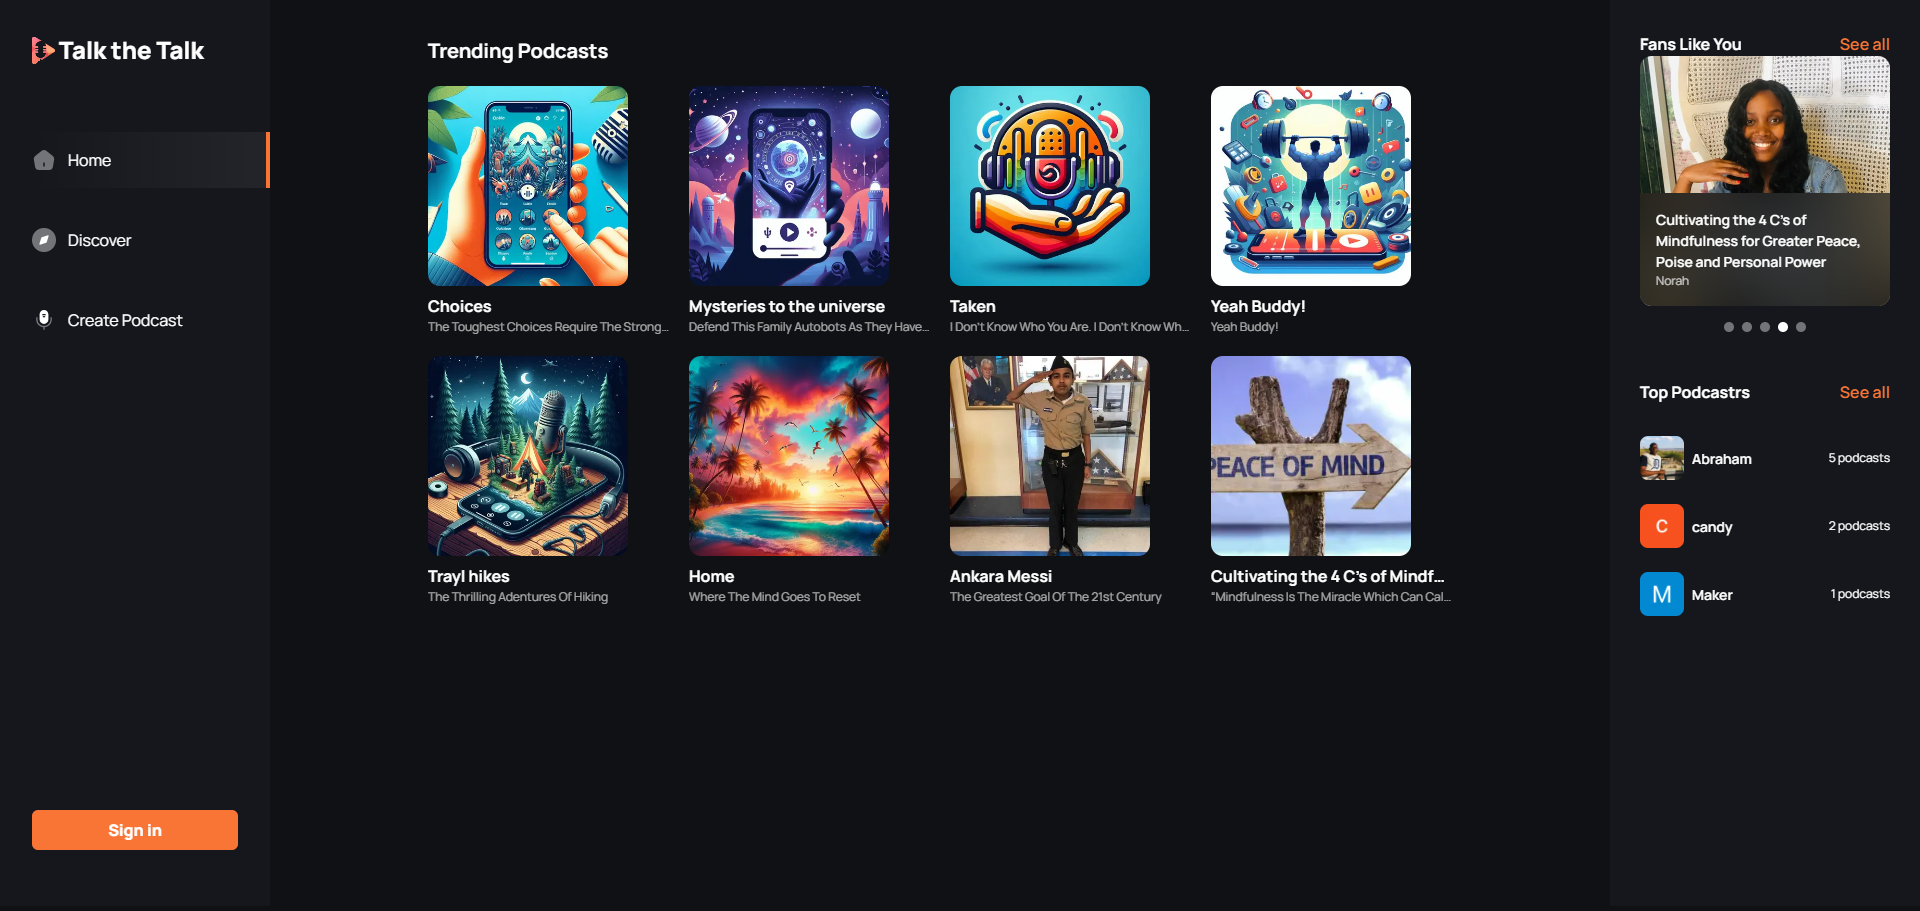 Talk the Talk
Home
Discover
Create Podcast
Sign in
Trending Podcasts
Choices
The Toughest Choices Require The Strong...
Mysteries to the universe
Defend This Family Autobots As They Have...
Taken
I Don't Know Who You Are. I Don't Know Wh...
Yeah Buddy!
Yeah Buddy!
Trayl hikes
The Thrilling Adentures Of Hiking
Home
Where The Mind Goes To Reset
Ankara Messi
The Greatest Goal Of The 21st Century
PEACE OF MIND
Cultivating the 4 C's of Mindf...
"Mindfulness Is The Miracle Which Can Cal...
Fans Like You
See all
Cultivating the 4 C's of
Mindfulness for Greater Peace,
Poise and Personal Power
Norah
Top Podcastrs
See all
Abraham
5 podcasts
C
candy
2 podcasts
M
Maker
1 podcasts